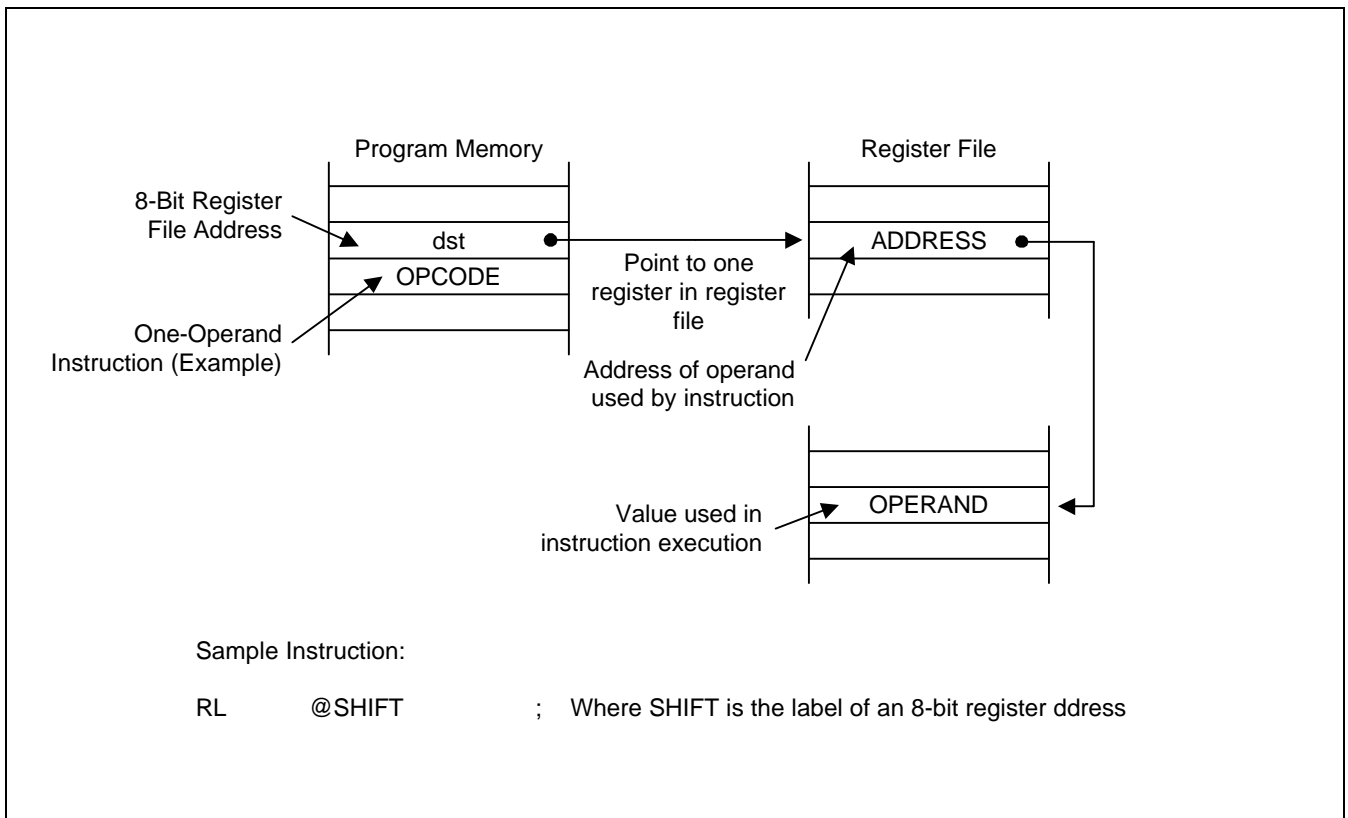 Program Memory
Register File
8-Bit Register
File Address
dst
ADDRESS
OPCODE
Point to one
register in register
file
One-Operand
Instruction (Example)
Address of operand
used by instruction
OPERAND
Value used in
instruction execution
Sample Instruction:
RL @SHIFT ; Where SHIFT is the label of an 8-bit register ddress